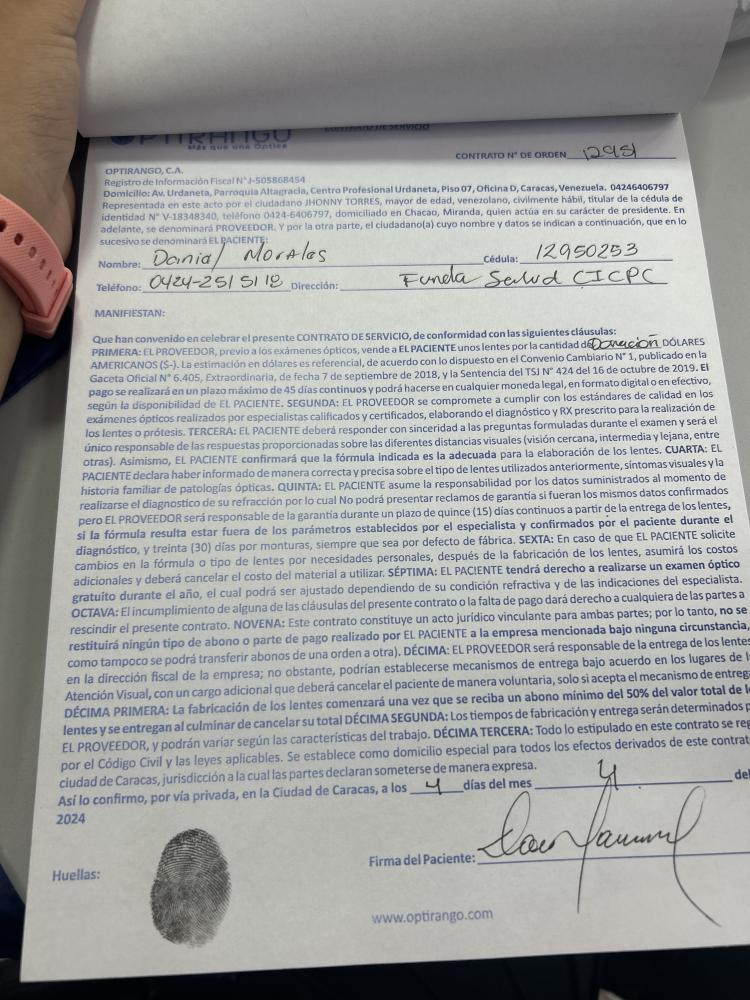 OPTIRANGO
Más que una Óptica
CONTRATO DE SERVICIO
CONTRATO N° DE ORDEN 12951
OPTIRANGO, C.A.
Registro de Información Fiscal N°J-505868454
Domicilio: Av. Urdaneta, Parroquia Altagracia, Centro Profesional Urdaneta, Piso 07, Oficina D, Caracas, Venezuela. 04246406797
Representada en este acto por el ciudadano JHONNY TORRES, mayor de edad, venezolano, civilmente hábil, titular de la cédula de
identidad N° V-18348340, teléfono 0424-6406797, domiciliado en Chacao, Miranda, quien actúa en su carácter de presidente. En
adelante, se denominará PROVEEDOR. Y por la otra parte, el ciudadano(a) cuyo nombre y datos se indican a continuación, que en lo
sucesivo se denominará EL PACIENTE:
Nombre: Danial Morales Cédula: 12950253
Teléfono: 0424-251 51 12 Dirección: Funda Salud CICPC
MANIFIESTAN:
Que han convenido en celebrar el presente CONTRATO DE SERVICIO, de conformidad con las siguientes cláusulas:
PRIMERA: EL PROVEEDOR, previo a los exámenes ópticos, vende a EL PACIENTE unos lentes por la cantidad de Donación DÓLARES
AMERICANOS ($-). La estimación en dólares es referencial, de acuerdo con lo dispuesto en el Convenio Cambiario N° 1, publicado en la
Gaceta Oficial N° 6.405, Extraordinaria, de fecha 7 de septiembre de 2018, y la Sentencia del TSJ N° 424 del 16 de octubre de 2019. El
pago se realizará en un plazo máximo de 45 días continuos y podrá hacerse en cualquier moneda legal, en formato digital o en efectivo,
según la disponibilidad de EL PACIENTE. SEGUNDA: EL PROVEEDOR se compromete a cumplir con los estándares de calidad en los
exámenes ópticos realizados por especialistas calificados y certificados, elaborando el diagnóstico y RX prescrito para la realización de
los lentes o prótesis. TERCERA: EL PACIENTE deberá responder con sinceridad a las preguntas formuladas durante el examen y será el
único responsable de las respuestas proporcionadas sobre las diferentes distancias visuales (visión cercana, intermedia y lejana, entre
otras). Asimismo, EL PACIENTE confirmará que la fórmula indicada es la adecuada para la elaboración de los lentes. CUARTA: EL
PACIENTE declara haber informado de manera correcta y precisa sobre el tipo de lentes utilizados anteriormente, síntomas visuales y la
historia familiar de patologías ópticas. QUINTA: EL PACIENTE asume la responsabilidad por los datos suministrados al momento de
realizarse el diagnostico de su refracción por lo cual No podrá presentar reclamos de garantía si fueran los mismos datos confirmados
pero EL PROVEEDOR será responsable de la garantía durante un plazo de quince (15) días continuos a partir de la entrega de los lentes,
si la fórmula resulta estar fuera de los parámetros establecidos por el especialista y confirmados por el paciente durante el
diagnóstico, y treinta (30) días por monturas, siempre que sea por defecto de fábrica. SEXTA: En caso de que EL PACIENTE solicite
cambios en la fórmula o tipo de lentes por necesidades personales, después de la fabricación de los lentes, asumirá los costos
adicionales y deberá cancelar el costo del material a utilizar. SÉPTIMA: EL PACIENTE tendrá derecho a realizarse un examen óptico
gratuito durante el año, el cual podrá ser ajustado dependiendo de su condición refractiva y de las indicaciones del especialista.
OCTAVA: El incumplimiento de alguna de las cláusulas del presente contrato o la falta de pago dará derecho a cualquiera de las partes a
rescindir el presente contrato. NOVENA: Este contrato constituye un acto jurídico vinculante para ambas partes; por lo tanto, no se
restituirá ningún tipo de abono o parte de pago realizado por EL PACIENTE a la empresa mencionada bajo ninguna circunstancia,
como tampoco se podrá transferir abonos de una orden a otra). DÉCIMA: EL PROVEEDOR será responsable de la entrega de los lentes
en la dirección fiscal de la empresa; no obstante, podrían establecerse mecanismos de entrega bajo acuerdo en los lugares de
Atención Visual, con un cargo adicional que deberá cancelar el paciente de manera voluntaria, solo si acepta el mecanismo de entreg
DÉCIMA PRIMERA: La fabricación de los lentes comenzará una vez que se reciba un abono mínimo del 50% del valor total de l
lentes y se entregan al culminar de cancelar su total DÉCIMA SEGUNDA: Los tiempos de fabricación y entrega serán determinados p
EL PROVEEDOR, y podrán variar según las características del trabajo. DÉCIMA TERCERA: Todo lo estipulado en este contrato se reg
por el Código Civil y las leyes aplicables. Se establece como domicilio especial para todos los efectos derivados de este contrat
ciudad de Caracas, jurisdicción a la cual las partes declaran someterse de manera expresa.
Así lo confirmo, por vía privada, en la Ciudad de Caracas, a los 4 días del mes 4 del
2024
Huellas:
Firma del Paciente:
www.optirango.com